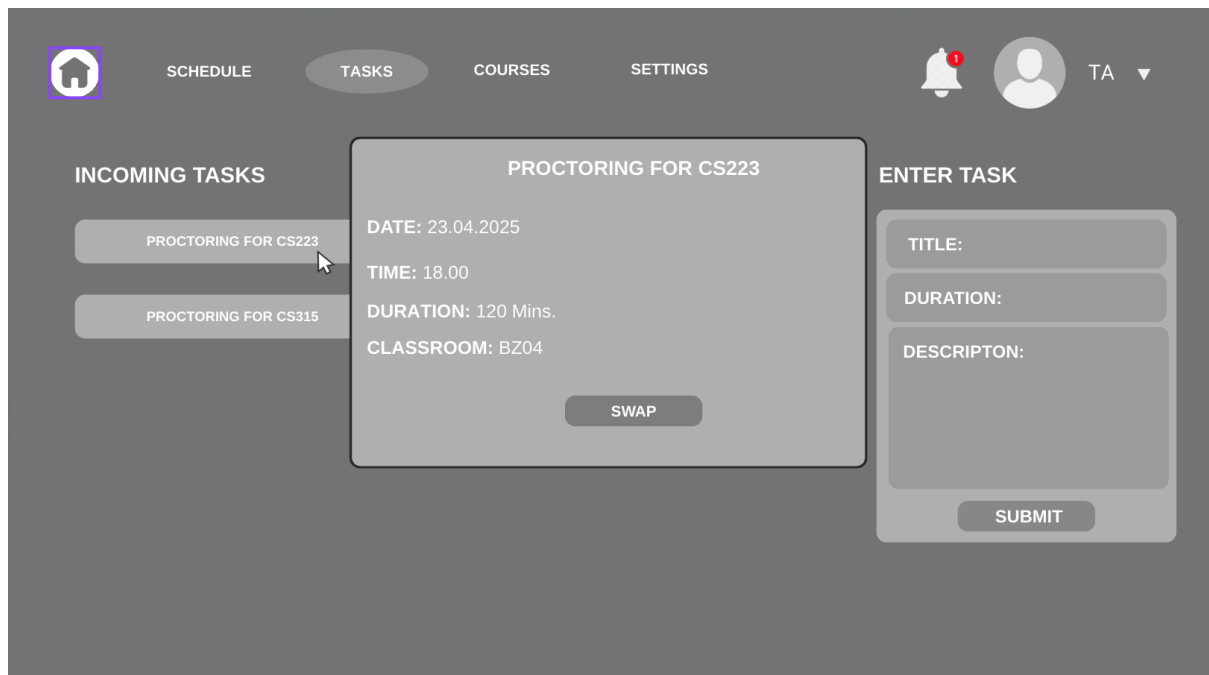 SCHEDULE
TASKS
COURSES
SETTINGS
1
TA
INCOMING TASKS
PROCTORING FOR CS223
PROCTORING FOR CS315
PROCTORING FOR CS223
DATE: 23.04.2025
TIME: 18.00
DURATION: 120 Mins.
CLASSROOM: BZ04
SWAP
ENTER TASK
TITLE:
DURATION:
DESCRIPTON:
SUBMIT